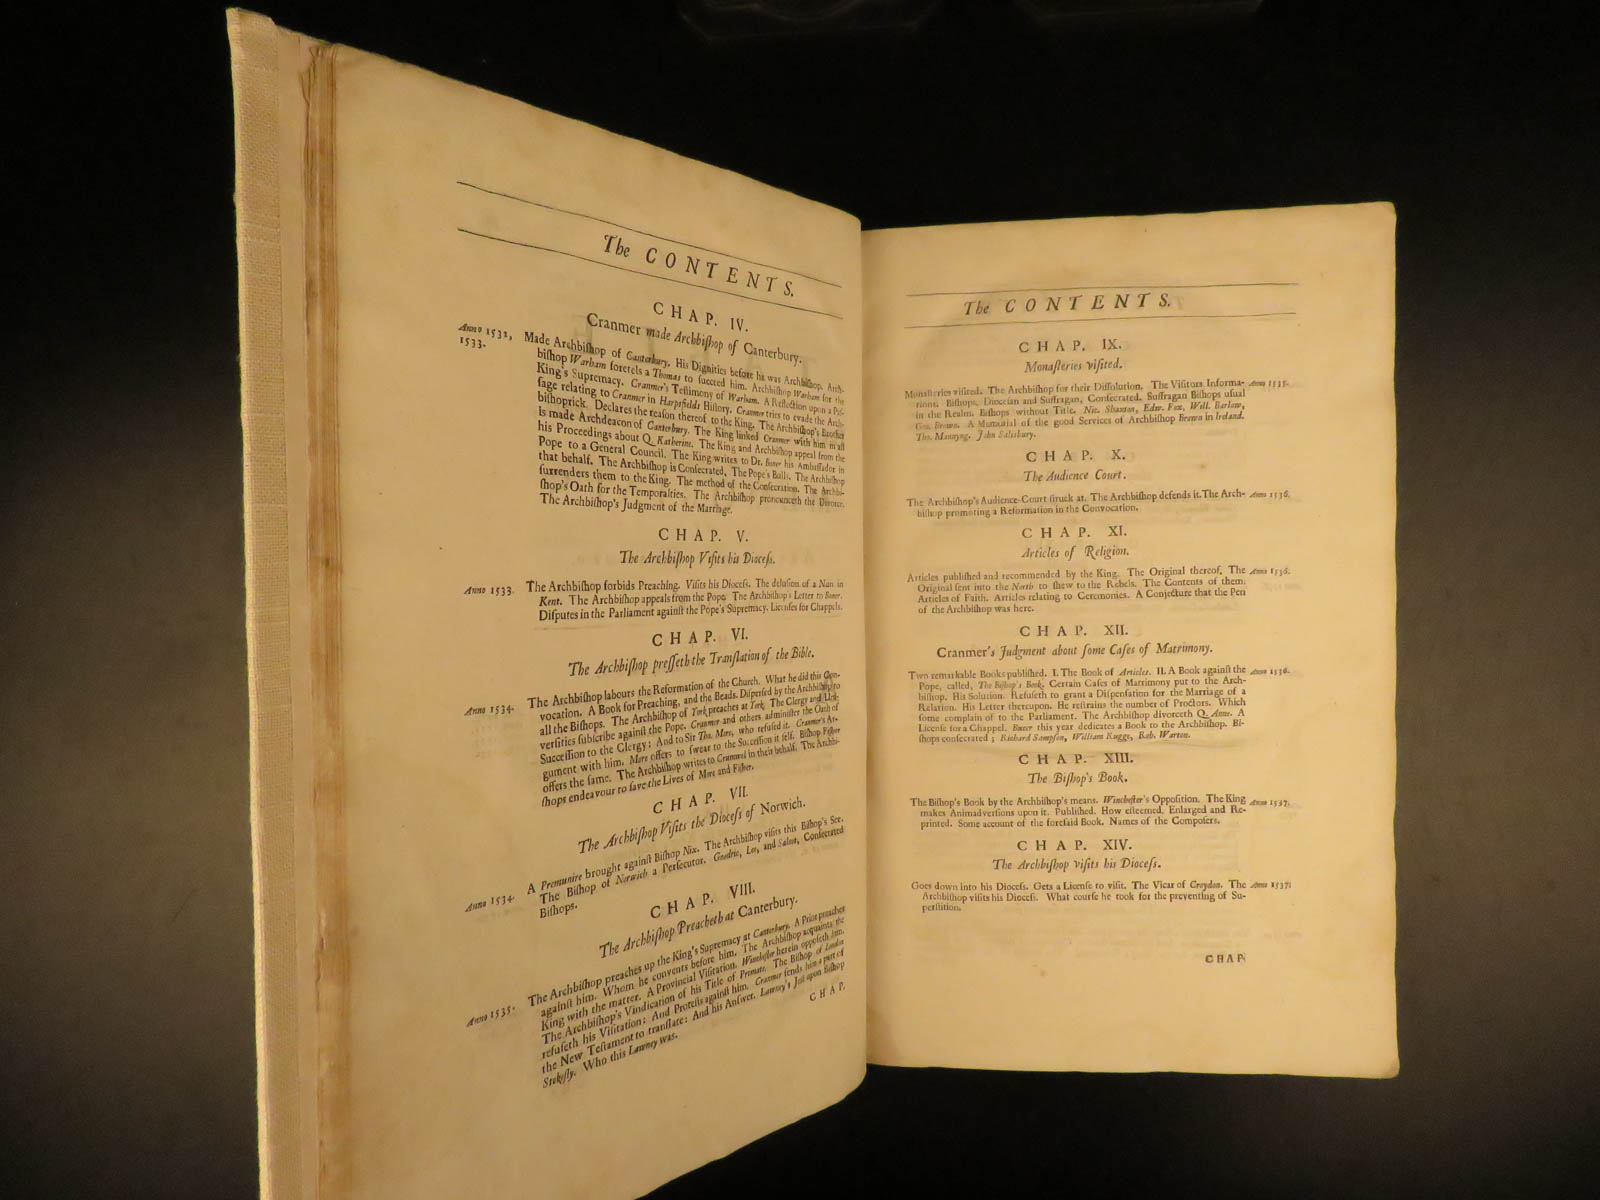 The CONTENTS.
CHAP. IV.
Cranmer made Archbiſhop of Canterbury.
Anno 1532,
1533.
Made Archbiſhop of Canterbury. His Dignities before he was Archbiſhop. Arch-
biſhop Warham foretels a Thomas to ſucceed him. Archbiſhop Warham for the
King's Supremacy. Cranmer's Teſtimony of Warham. A Reflection upon a Paſ-
ſage relating to Cranmer in Harpsfields Hiſtory. Cranmer tries to evade the Arch-
biſhoprick. Declares the reaſon thereof to the King. The Archbiſhop's Brother
is made Archdeacon of Canterbury. The King linked Cranmer with him in all
his Proceedings about Q. Katherine. The King and Archbiſhop appeal from the
Pope to a General Council. The King writes to Dr. Boner his Ambaſſador in
that behalf. The Archbiſhop is Conſecrated. The Pope's Bulls. The Archbiſhop
ſurrenders them to the King. The method of the Conſecration. The Archbi-
ſhop's Oath for the Temporalties. The Archbiſhop pronounceth the Divorce.
The Archbiſhop's Judgment of the Marriage.
CHAP. V.
The Archbiſhop Viſits his Dioceſs.
Anno 1533.
The Archbiſhop forbids Preaching. Viſits his Dioceſs. The deluſion of a Nun in
Kent. The Archbiſhop appeals from the Pope. The Archbiſhop's Letter to Boner.
Diſputes in the Parliament againſt the Pope's Supremacy. Licenſes for Chappels.
CHAP. VI.
The Archbiſhop preſſeth the Tranſlation of the Bible.
Anno 1534.
The Archbiſhop labours the Reformation of the Church. What he did this Con-
vocation. A Book for Preaching, and the Beads. Diſperſed by the Archbiſhop to
all the Biſhops. The Archbiſhop of York preaches at York. The Clergy and Uni-
verſities ſubſcribe againſt the Pope. Cranmer and others adminiſter the Oath of
Succeſſion to the Clergy: And to Sir Tho. More, who refuſed it. Cranmer's Ar-
gument with him. More offers to ſwear to the Succeſſion it ſelf. Biſhop Fiſher
offers the ſame. The Archbiſhop writes to Crumwel in their behalf. The Archbi-
ſhops endeavour to ſave the Lives of More and Fiſher.
CHAP. VII.
The Archbiſhop Viſits the Dioceſs of Norwich.
Anno 1534.
A Premunire brought againſt Biſhop Nix. The Archbiſhop viſits this Biſhop's See.
The Biſhop of Norwich a Perſecutor. Goodric, Lee, and Salcot, Conſecrated
Biſhops.
CHAP. VIII.
The Archbiſhop Preacheth at Canterbury.
Anno 1535.
The Archbiſhop preaches up the King's Supremacy at Canterbury. A Prior preaches
againſt him. Whom he convents before him. The Archbiſhop acquaints the
King with the matter. A Provincial Viſitation. Wincheſter herein oppoſeth him.
The Archbiſhop's Vindication of his Title of Primate. The Biſhop of London
refuſeth his Viſitation: And Proteſts againſt him. Cranmer ſends him a part of
the New Teſtament to tranſlate: And his Anſwer. Lawney's Jeſt upon Biſhop
Stokeſly. Who this Lawney was.
CHAP.
The CONTENTS.
CHAP. IX.
Monaſteries viſited.
Monaſteries viſited. The Archbiſhop for their Diſſolution. The Viſitors Informa- Anno 1535.
tions. Biſhops, Dioceſan and Suffragan, Conſecrated. Suffragan Biſhops uſual
in the Realm. Biſhops without Title. Nic. Shaxton, Edw. Fox, Will. Barlow,
Geo. Brown. A Memorial of the good Services of Archbiſhop Brown in Ireland.
Tho. Manning. John Salisbury.
CHAP. X.
The Audience Court.
The Archbiſhop's Audience-Court ſtruck at. The Archbiſhop defends it. The Arch- Anno 1536.
biſhop promoting a Reformation in the Convocation.
CHAP. XI.
Articles of Religion.
Articles publiſhed and recommended by the King. The Original thereof. The Anno 1536.
Original ſent into the North to ſhew to the Rebels. The Contents of them.
Articles of Faith. Articles relating to Ceremonies. A Conjecture that the Pen
of the Archbiſhop was here.
CHAP. XII.
Cranmer's Judgment about ſome Caſes of Matrimony.
Two remarkable Books publiſhed. I. The Book of Articles. II. A Book againſt the Anno 1536.
Pope, called, The Biſhop's Book. Certain Caſes of Matrimony put to the Arch-
biſhop. His Solution. Refuſeth to grant a Diſpenſation for the Marriage of a
Relation. His Letter thereupon. He reſtrains the number of Proctors. Which
ſome complain of to the Parliament. The Archbiſhop divorceth Q. Anne. A
Licenſe for a Chappel. Bucer this year dedicates a Book to the Archbiſhop. Bi-
ſhops conſecrated; Richard Sampſon, William Ruggs, Rob. Warton.
CHAP. XIII.
The Biſhop's Book.
The Biſhop's Book by the Archbiſhop's means. Wincheſter's Oppoſition. The King Anno 1537.
makes Animadverſions upon it. Publiſhed. How eſteemed. Enlarged and Re-
printed. Some account of the foreſaid Book. Names of the Compoſers.
CHAP. XIV.
The Archbiſhop viſits his Dioceſs.
Goes down into his Dioceſs. Gets a Licenſe to viſit. The Vicar of Croydon. The Anno 1537.
Archbiſhop viſits his Dioceſs. What courſe he took for the preventing of Su-
perſtition.
CHAP.